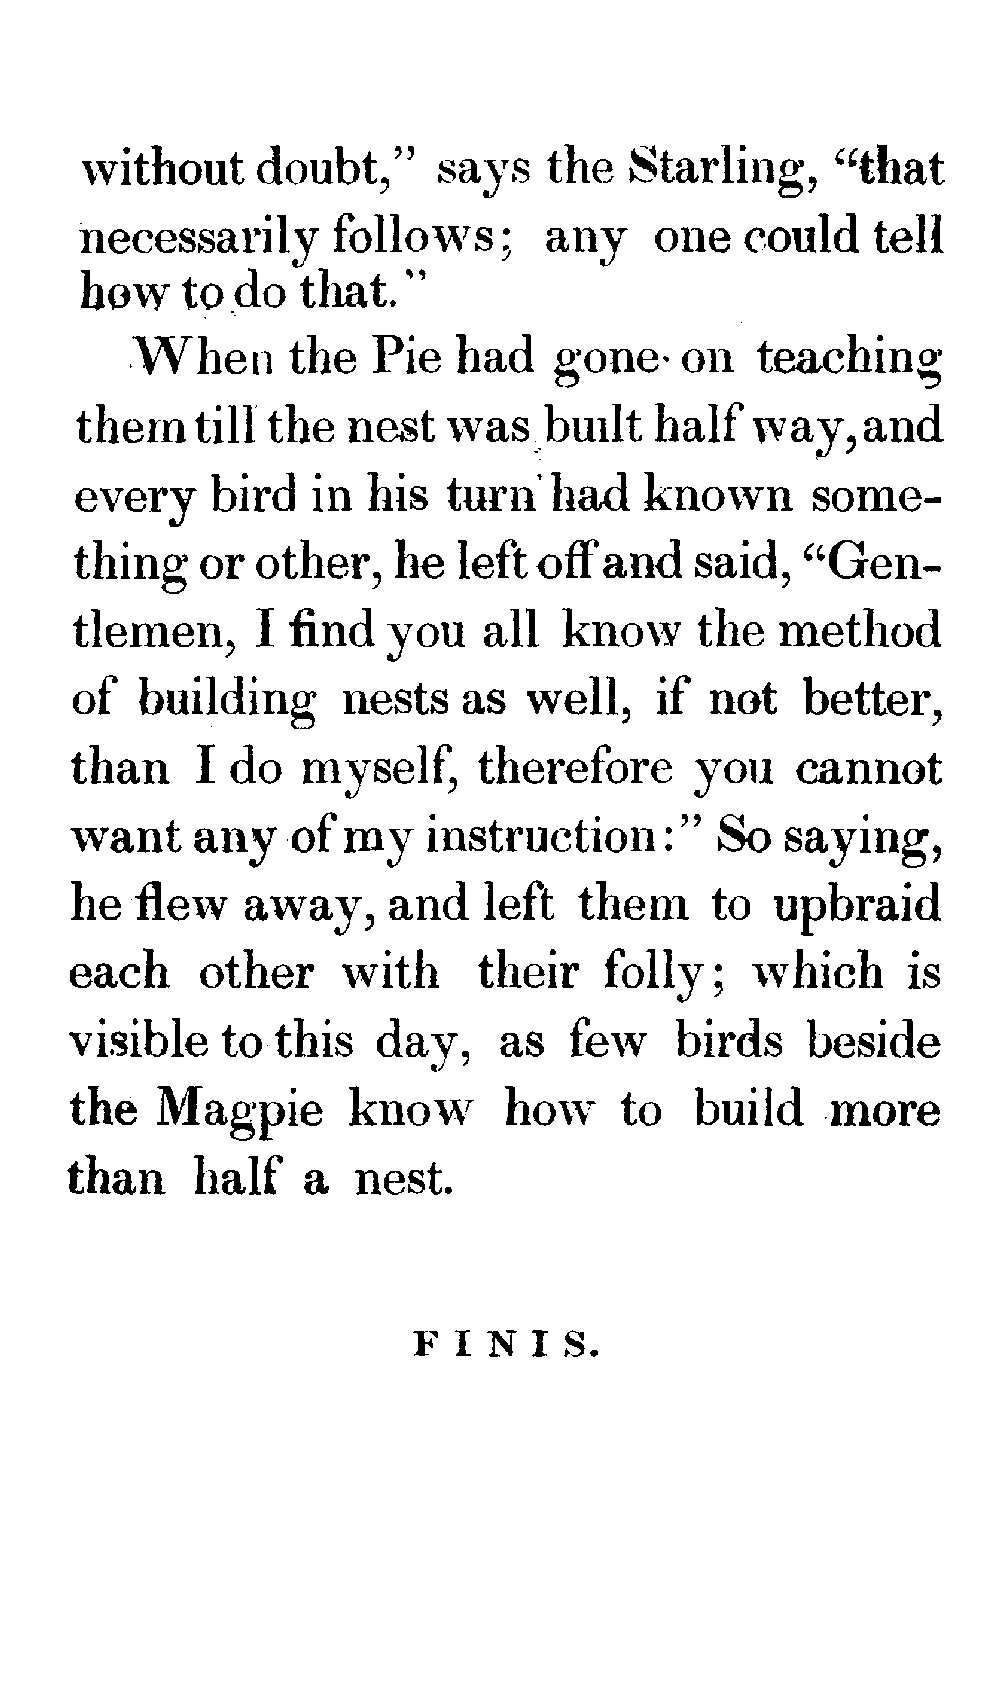 without doubt,” says the Starling, “that
necessarily follows; any one could tell
how to do that.”
When the Pie had gone on teaching
them till the nest was built half way, and
every bird in his turn had known some-
thing or other, he left off and said, “Gen-
tlemen, I find you all know the method
of building nests as well, if not better,
than I do myself, therefore you cannot
want any of my instruction:” So saying,
he flew away, and left them to upbraid
each other with their folly; which is
visible to this day, as few birds beside
the Magpie know how to build more
than half a nest.
FINIS.